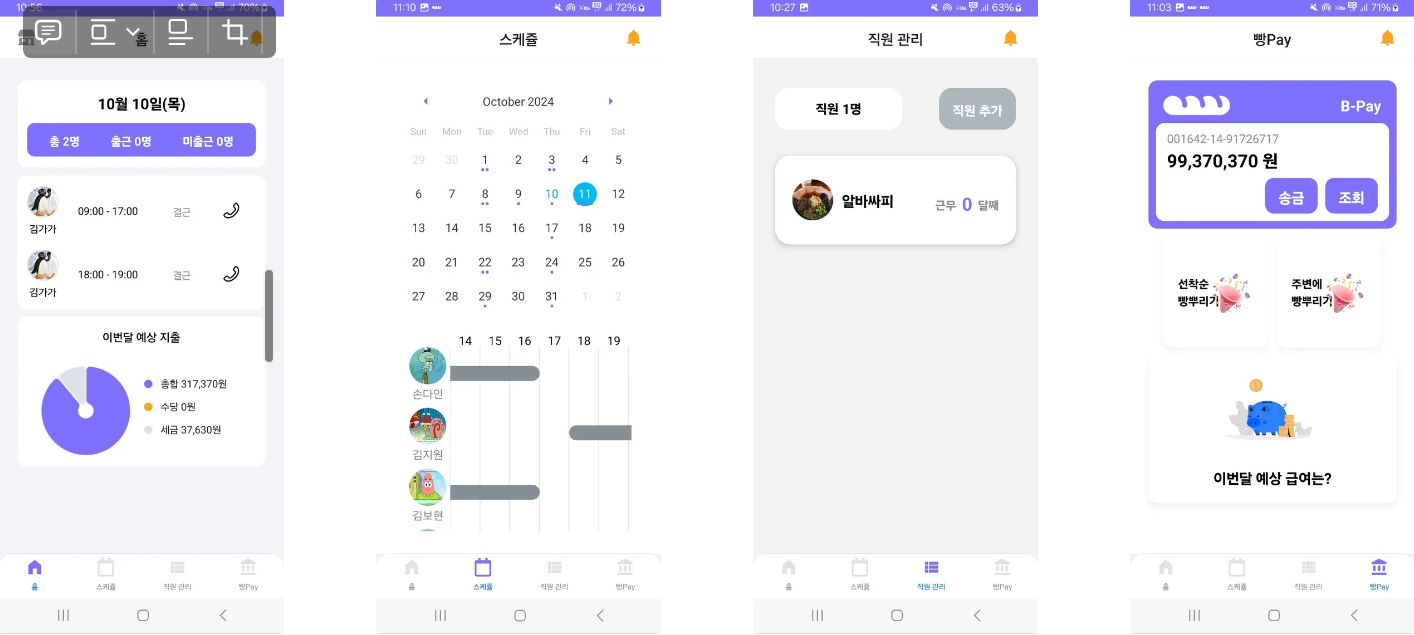 10:56
70%
홈
10월 10일(목)
총 2명 출근 0명 미출근 0명
09:00 - 17:00 결근
김가가
18:00 - 19:00 결근
김가가
이번달 예상 지출
총합 317,370원
수당 0원
세금 37,630원
홈 스케쥴 직원 관리 빵Pay
11:10
72%
스케쥴
October 2024
Sun Mon Tue Wed Thu Fri Sat
29 30 1 2 3 4 5
6 7 8 9 10 11 12
13 14 15 16 17 18 19
20 21 22 23 24 25 26
27 28 29 30 31 1 2
14 15 16 17 18 19
손다인
김지원
김보현
홈 스케쥴 직원 관리 빵Pay
10:27
63%
직원 관리
직원 1명 직원 추가
알바싸피 근무 0 달째
홈 스케쥴 직원 관리 빵Pay
11:03
71%
빵Pay
B-Pay
001642-14-91726717
99,370,370 원
송금 조회
선착순
빵뿌리기
주변에
빵뿌리기
이번달 예상 급여는?
홈 스케쥴 직원 관리 빵Pay